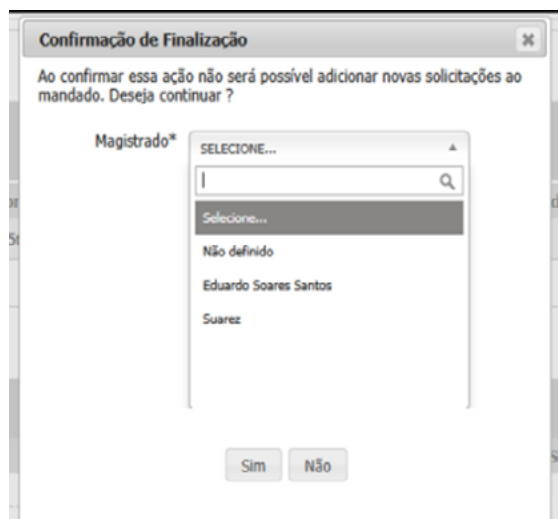 Confirmação de Finalização
Ao confirmar essa ação não será possível adicionar novas solicitações ao
mandado. Deseja continuar ?
Magistrado*
SELECIONE...
Selecione...
Não definido
Eduardo Soares Santos
Suarez
Sim Não